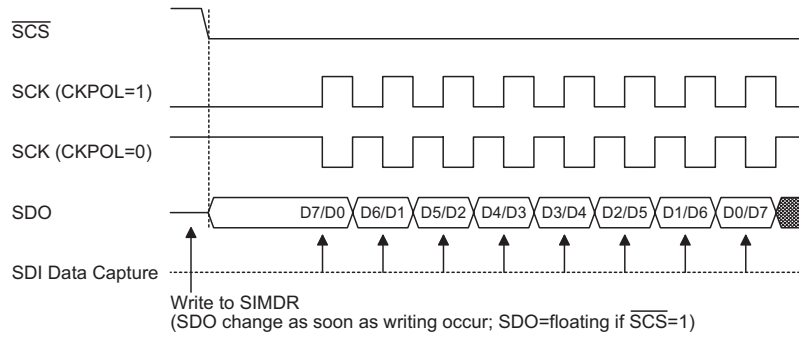 SCS
SCK (CKPOL=1)
SCK (CKPOL=0)
SDO
D7/D0 D6/D1 D5/D2 D4/D3 D3/D4 D2/D5 D1/D6 D0/D7
SDI Data Capture
Write to SIMDR
(SDO change as soon as writing occur; SDO=floating if SCS=1)